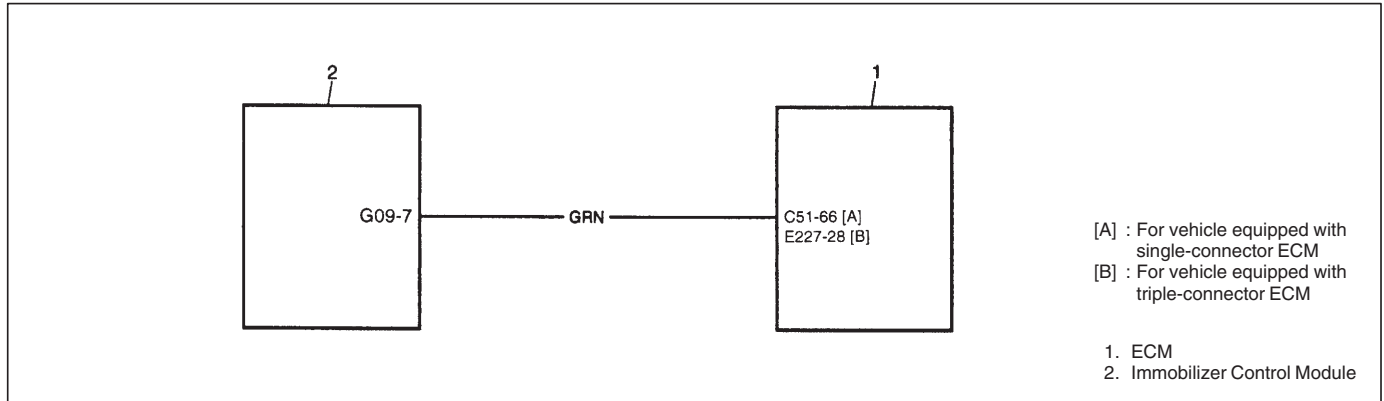 2
1
G09-7
GRN
C51-66 [A]
E227-28 [B]
[A] : For vehicle equipped with
single-connector ECM
[B] : For vehicle equipped with
triple-connector ECM
1. ECM
2. Immobilizer Control Module